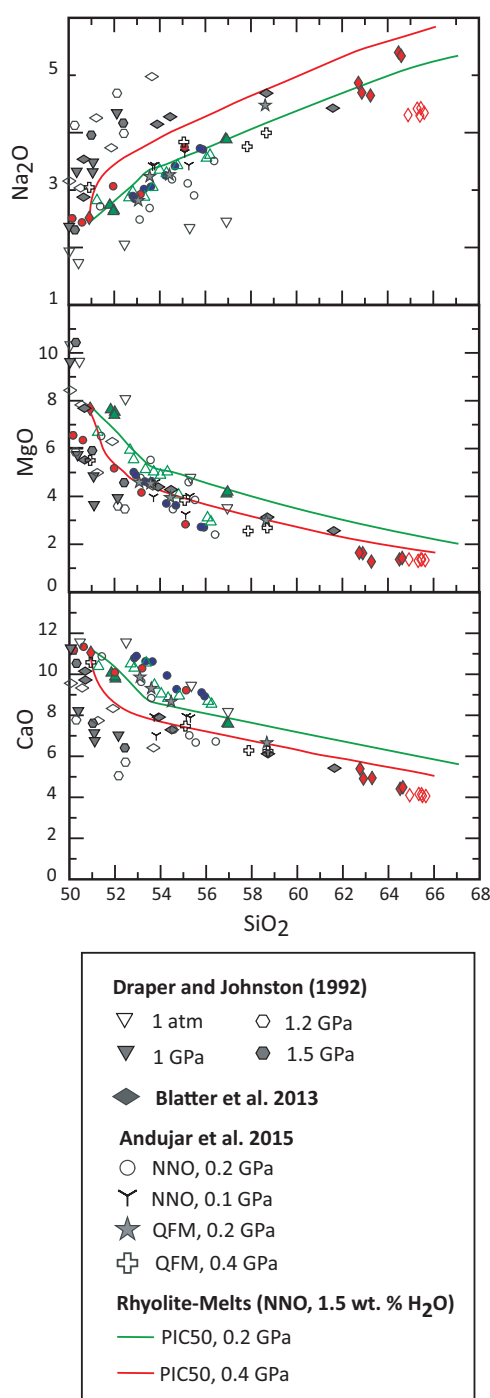 Na2O
5
3
1
MgO
10
8
6
4
2
0
CaO
12
10
8
6
4
2
0
50 52 54 56 58 60 62 64 66 68
SiO2
Draper and Johnston (1992)
1 atm
1.2 GPa
1 GPa
1.5 GPa
Blatter et al. 2013
Andujar et al. 2015
NNO, 0.2 GPa
NNO, 0.1 GPa
QFM, 0.2 GPa
QFM, 0.4 GPa
Rhyolite-Melts (NNO, 1.5 wt. % H2O)
PIC50, 0.2 GPa
PIC50, 0.4 GPa